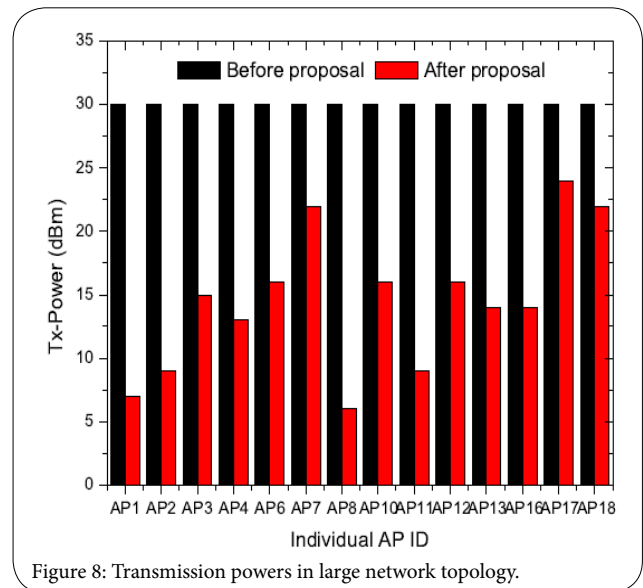 35
30
25
20
15
10
5
0
Tx-Power (dBm)
Before proposal After proposal
AP1 AP2 AP3 AP4 AP6 AP7 AP8 AP10 AP11 AP12 AP13 AP16 AP17 AP18
Individual AP ID
Figure 8: Transmission powers in large network topology.